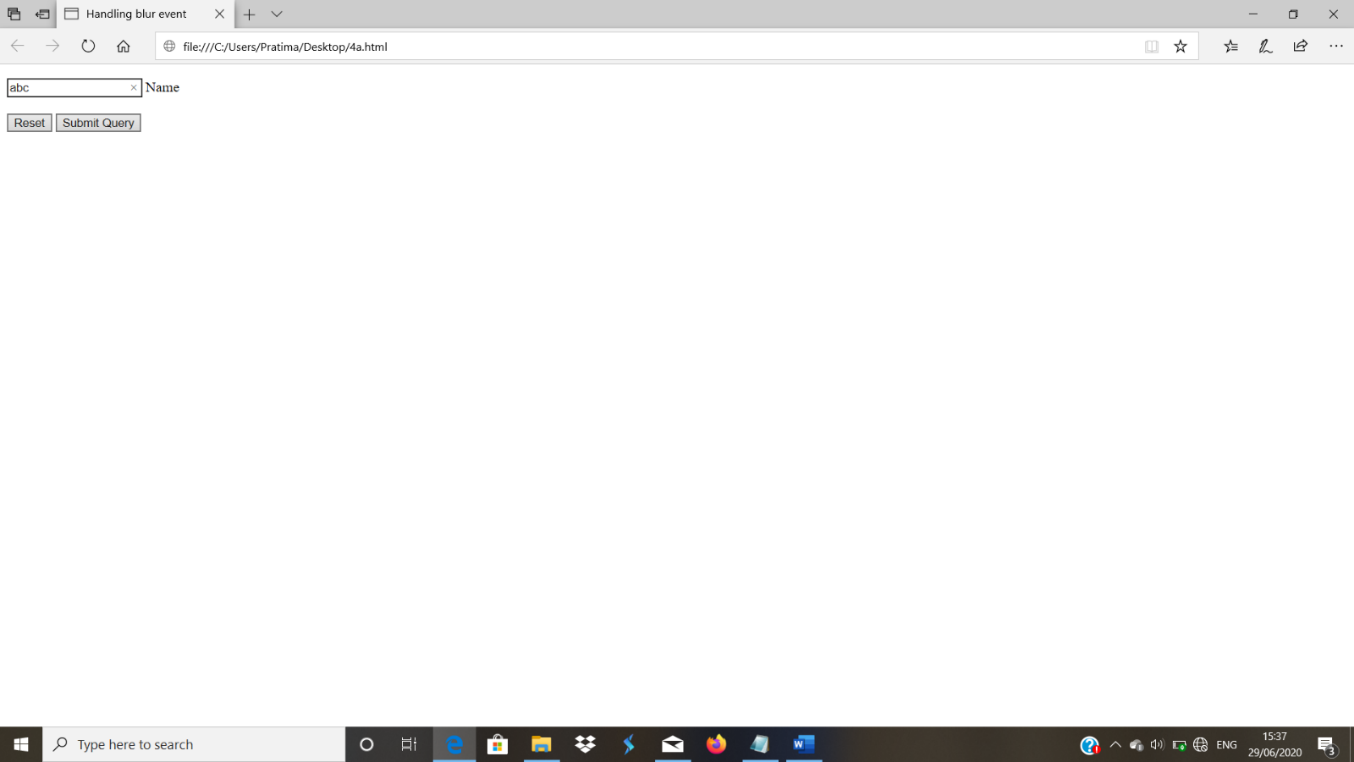 Handling blur event
file:///C:/Users/Pratima/Desktop/4a.html
abc × Name
Reset Submit Query
Type here to search
ENG
15:37
29/06/2020
3